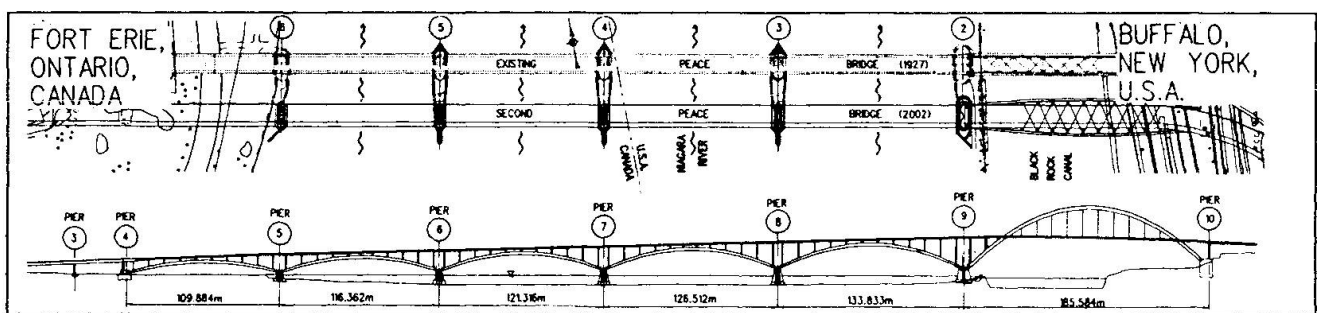 FORT ERIE,
ONTARIO,
CANADA
6
5
4
3
2
BUFFALO,
NEW YORK,
U.S.A.
EXISTING PEACE BRIDGE (1927)
SECOND PEACE BRIDGE (2002)
U.S.A.
CANADA
NIAGARA
RIVER
BLACK
ROCK
CANAL
PIER
3
PIER
4
PIER
5
PIER
6
PIER
7
PIER
8
PIER
9
PIER
10
109.884m
116.362m
121.316m
126.512m
133.833m
185.584m